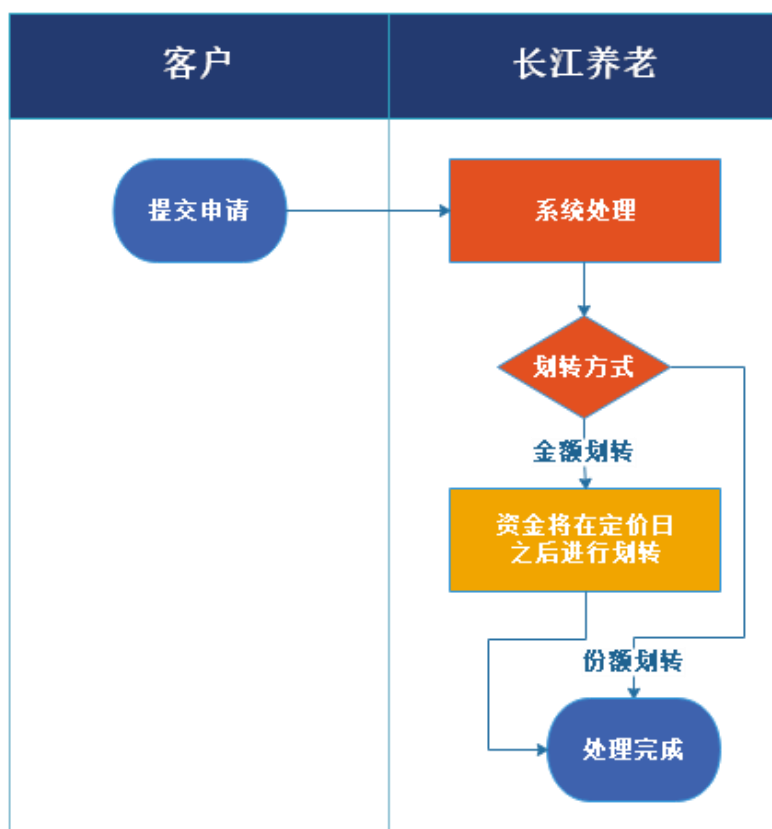 客户
长江养老
提交申请
系统处理
划转方式
金额划转
资金将在定价日
之后进行划转
份额划转
处理完成